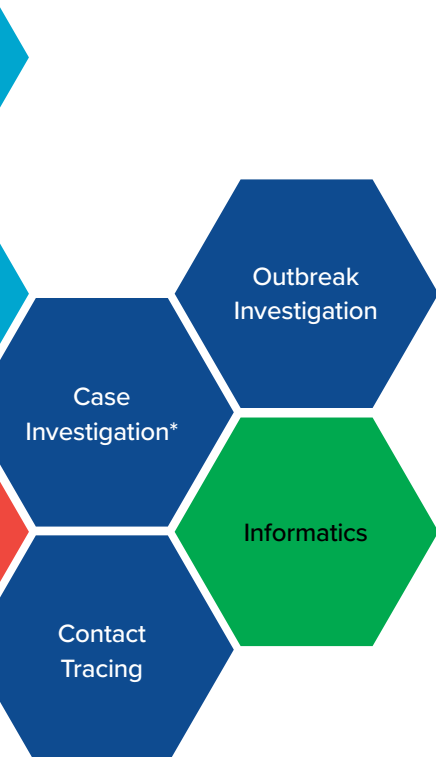 Outbreak
Investigation
Case
Investigation*
Informatics
Contact
Tracing